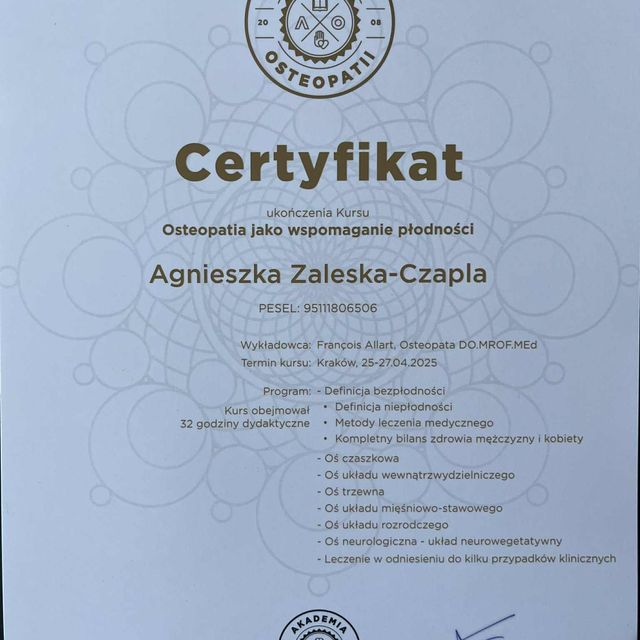 20 08
A O
OSTEOPATII
Certyfikat
ukończenia Kursu
Osteopatia jako wspomaganie płodności
Agnieszka Zaleska-Czapla
PESEL: 95111806506
Wykładowca: François Allart, Osteopata DO.MROF.MEd
Termin kursu: Kraków, 25-27.04.2025
Program: - Definicja bezpłodności
Kurs obejmował
32 godziny dydaktyczne
• Definicja niepłodności
• Metody leczenia medycznego
• Kompletny bilans zdrowia mężczyzny i kobiety
- Oś czaszkowa
- Oś układu wewnątrzwydzielniczego
- Oś trzewna
- Oś układu mięśniowo-stawowego
- Oś układu rozrodczego
- Oś neurologiczna - układ neurowegetatywny
- Leczenie w odniesieniu do kilku przypadków klinicznych
AKADEMIA